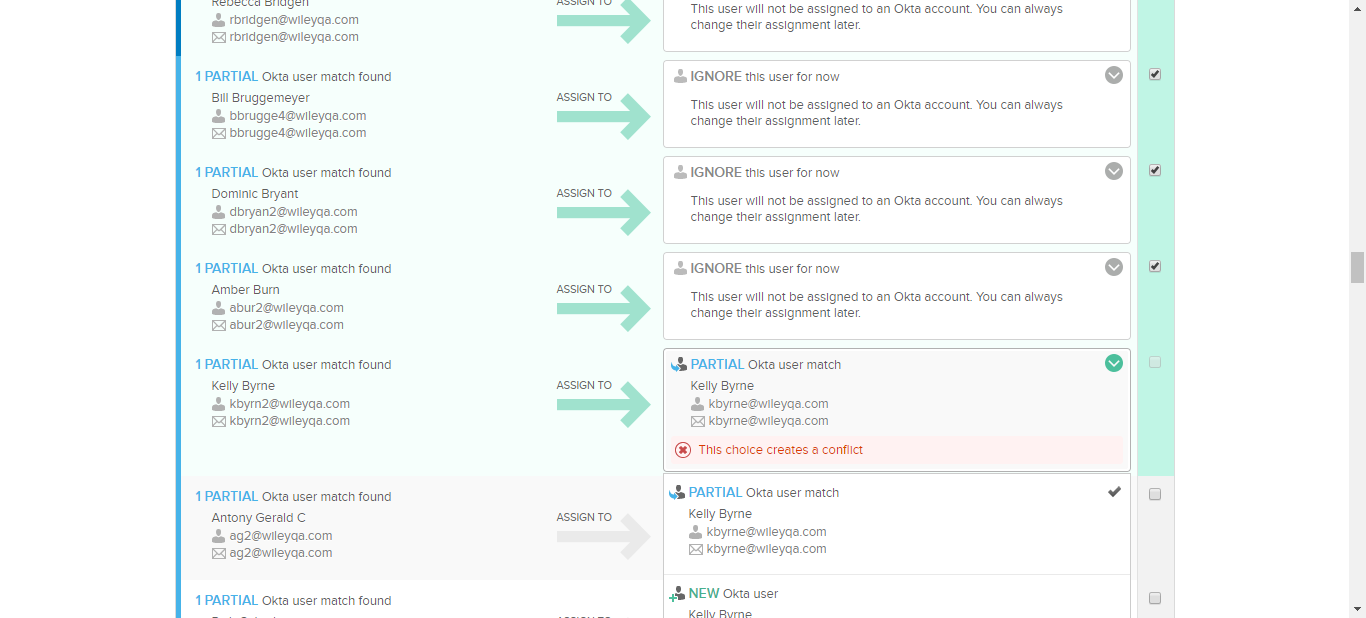 Rebecca Bridgen
rbridgen@wileyqa.com
rbridgen@wileyqa.com
ASSIGN TO
This user will not be assigned to an Okta account. You can always
change their assignment later.
1 PARTIAL Okta user match found
Bill Bruggemeyer
bbrugge4@wileyqa.com
bbrugge4@wileyqa.com
ASSIGN TO
IGNORE this user for now
This user will not be assigned to an Okta account. You can always
change their assignment later.
1 PARTIAL Okta user match found
Dominic Bryant
dbryan2@wileyqa.com
dbryan2@wileyqa.com
ASSIGN TO
IGNORE this user for now
This user will not be assigned to an Okta account. You can always
change their assignment later.
1 PARTIAL Okta user match found
Amber Burn
abur2@wileyqa.com
abur2@wileyqa.com
ASSIGN TO
IGNORE this user for now
This user will not be assigned to an Okta account. You can always
change their assignment later.
1 PARTIAL Okta user match found
Kelly Byrne
kbyrn2@wileyqa.com
kbyrn2@wileyqa.com
ASSIGN TO
PARTIAL Okta user match
Kelly Byrne
kbyrne@wileyqa.com
kbyrne@wileyqa.com
This choice creates a conflict
1 PARTIAL Okta user match found
Antony Gerald C
ag2@wileyqa.com
ag2@wileyqa.com
ASSIGN TO
PARTIAL Okta user match
Kelly Byrne
kbyrne@wileyqa.com
kbyrne@wileyqa.com
1 PARTIAL Okta user match found
NEW Okta user
Kelly Byrne